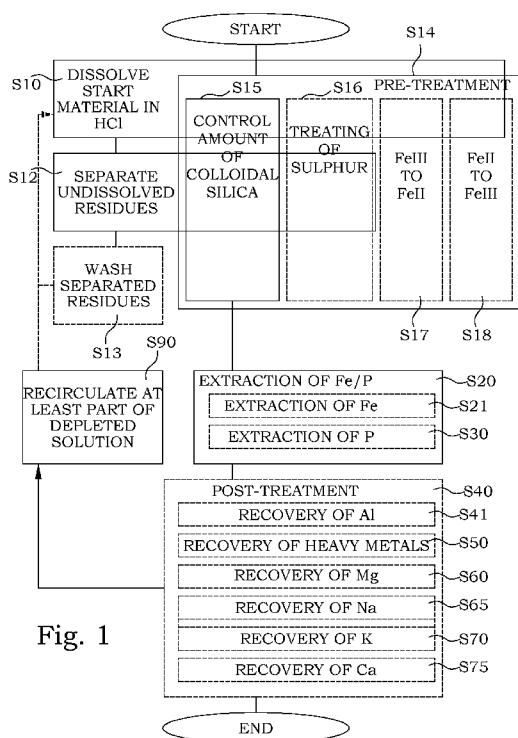 START
S14
S10
DISSOLVE
START
MATERIAL IN
HCl
PRE-TREATMENT
S15
CONTROL
AMOUNT
OF
COLLOIDAL
SILICA
S16
TREATING
OF
SULPHUR
FeIII
TO
FeII
FeII
TO
FeIII
S12
SEPARATE
UNDISSOLVED
RESIDUES
WASH
SEPARATED
RESIDUES
S13
S17
S18
S90
RECIRCULATE AT
LEAST PART OF
DEPLETED
SOLUTION
EXTRACTION OF Fe/P
S20
EXTRACTION OF Fe
S21
EXTRACTION OF P
S30
POST-TREATMENT
S40
RECOVERY OF Al
S41
RECOVERY OF HEAVY METALS
S50
RECOVERY OF Mg
S60
RECOVERY OF Na
S65
RECOVERY OF K
S70
RECOVERY OF Ca
S75
Fig. 1
END